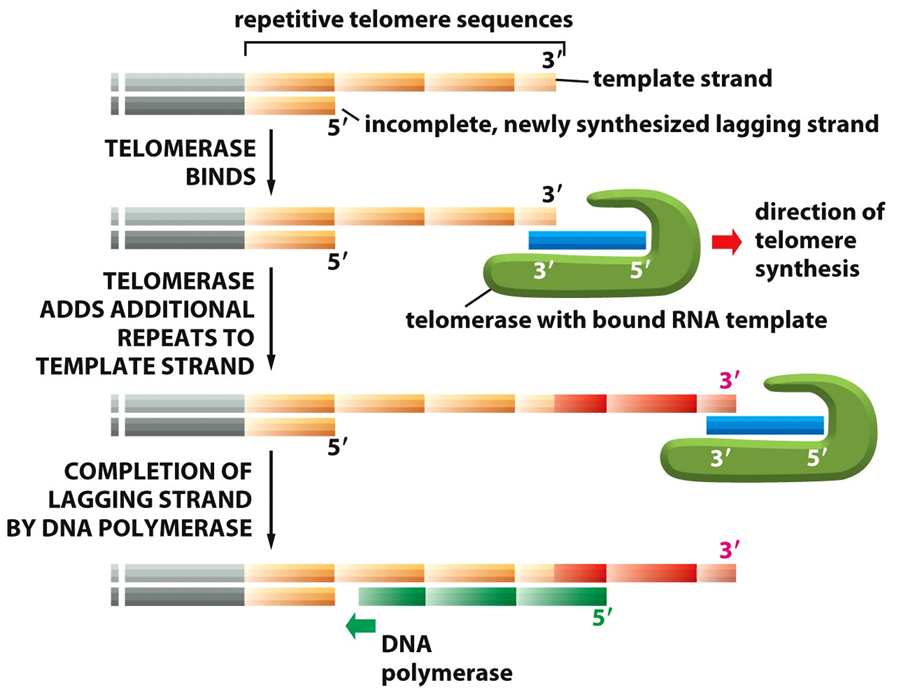 repetitive telomere sequences
3′
template strand
5′
incomplete, newly synthesized lagging strand
TELOMERASE
BINDS
3′
direction of
telomere
synthesis
5′
3′ 5′
TELOMERASE
ADDS ADDITIONAL
REPEATS TO
TEMPLATE STRAND
telomerase with bound RNA template
3′
5′
3′ 5′
COMPLETION OF
LAGGING STRAND
BY DNA POLYMERASE
3′
5′
DNA
polymerase